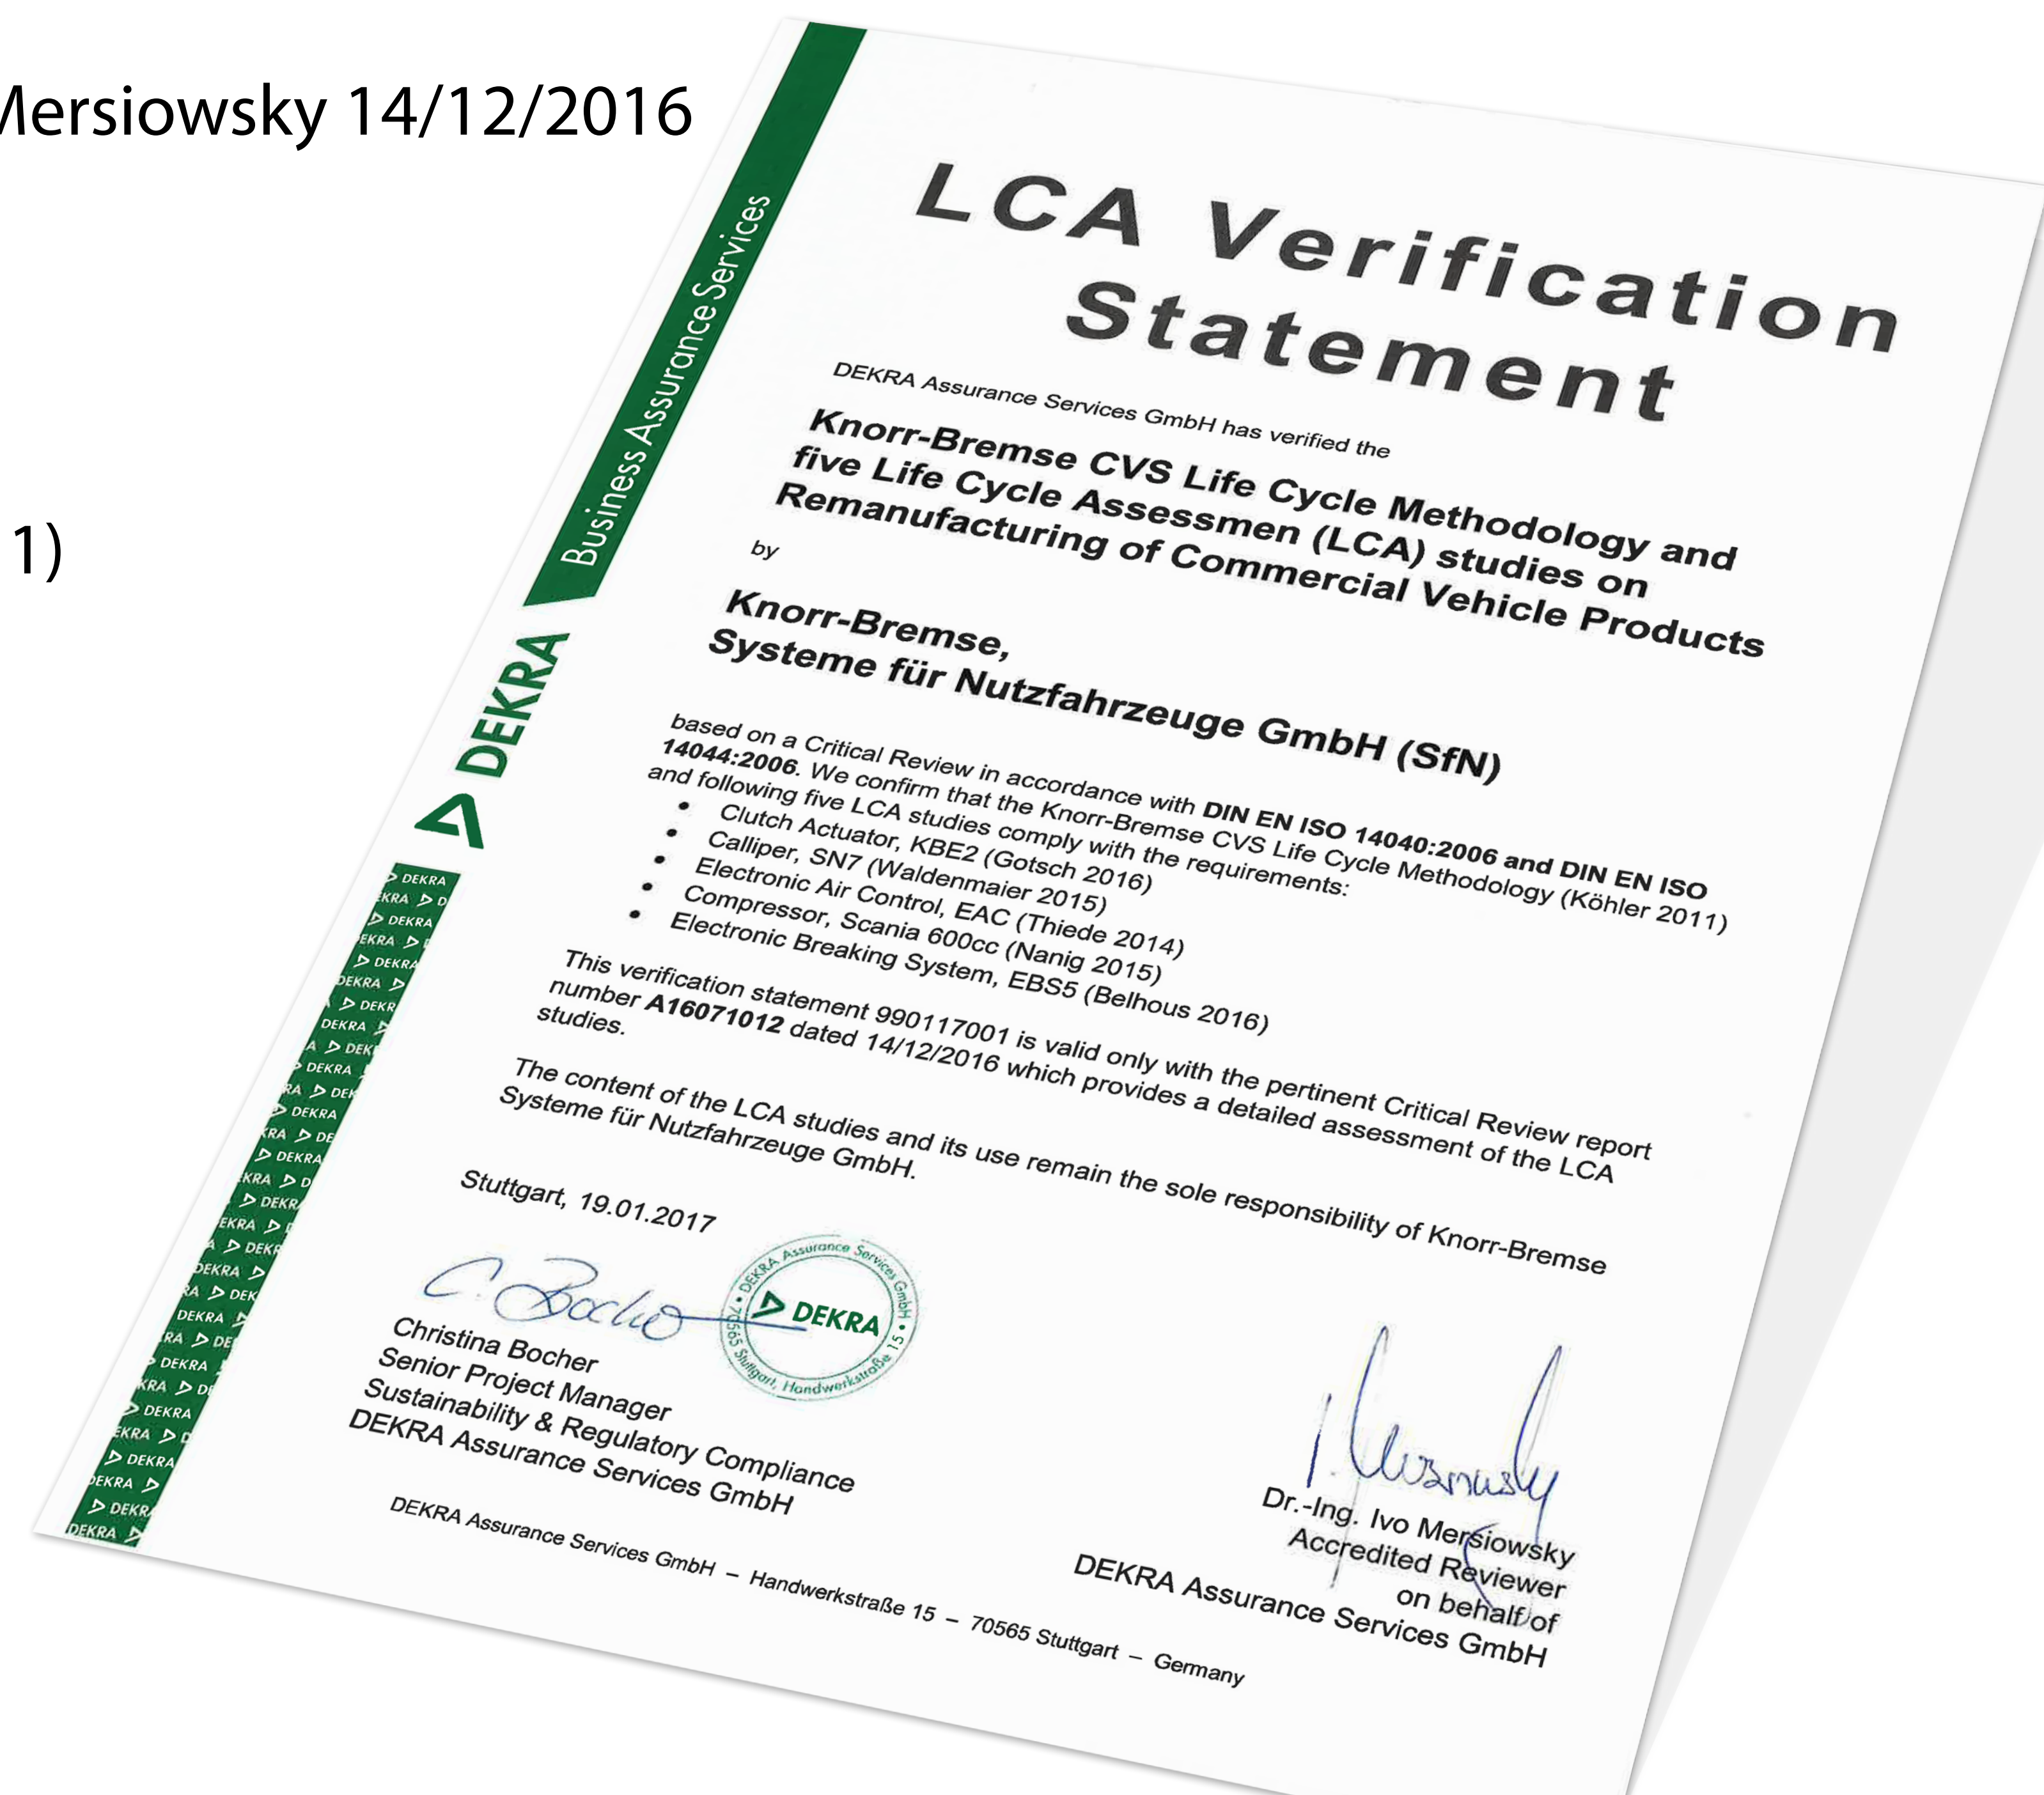 Mersiowsky 14/12/2016
1)
LCA Verification
Statement
DEKRA Assurance Services GmbH has verified the
Knorr-Bremse CVS Life Cycle Methodology and
five Life Cycle Assessmen (LCA) studies on
Remanufacturing of Commercial Vehicle Products
by
Knorr-Bremse,
Systeme für Nutzfahrzeuge GmbH (SfN)
based on a Critical Review in accordance with DIN EN ISO 14040:2006 and DIN EN ISO
14044:2006. We confirm that the Knorr-Bremse CVS Life Cycle Methodology (Köhler 2011)
and following five LCA studies comply with the requirements:
• Clutch Actuator, KBE2 (Gotsch 2016)
• Calliper, SN7 (Waldenmaier 2015)
• Electronic Air Control, EAC (Thiede 2014)
• Compressor, Scania 600cc (Nanig 2015)
• Electronic Breaking System, EBS5 (Belhous 2016)
This verification statement 990117001 is valid only with the pertinent Critical Review report
number A16071012 dated 14/12/2016 which provides a detailed assessment of the LCA
studies.
The content of the LCA studies and its use remain the sole responsibility of Knorr-Bremse
Systeme für Nutzfahrzeuge GmbH.
Stuttgart, 19.01.2017
C. Bocher
DEKRA Assurance Services GmbH • 70565 Stuttgart, Handwerkstraße 15 •
DEKRA
Christina Bocher
Senior Project Manager
Sustainability & Regulatory Compliance
DEKRA Assurance Services GmbH
I. Mersiowsky
Dr.-Ing. Ivo Mersiowsky
Accredited Reviewer
on behalf of
DEKRA Assurance Services GmbH
DEKRA Assurance Services GmbH – Handwerkstraße 15 – 70565 Stuttgart – Germany
Business Assurance Services
DEKRA